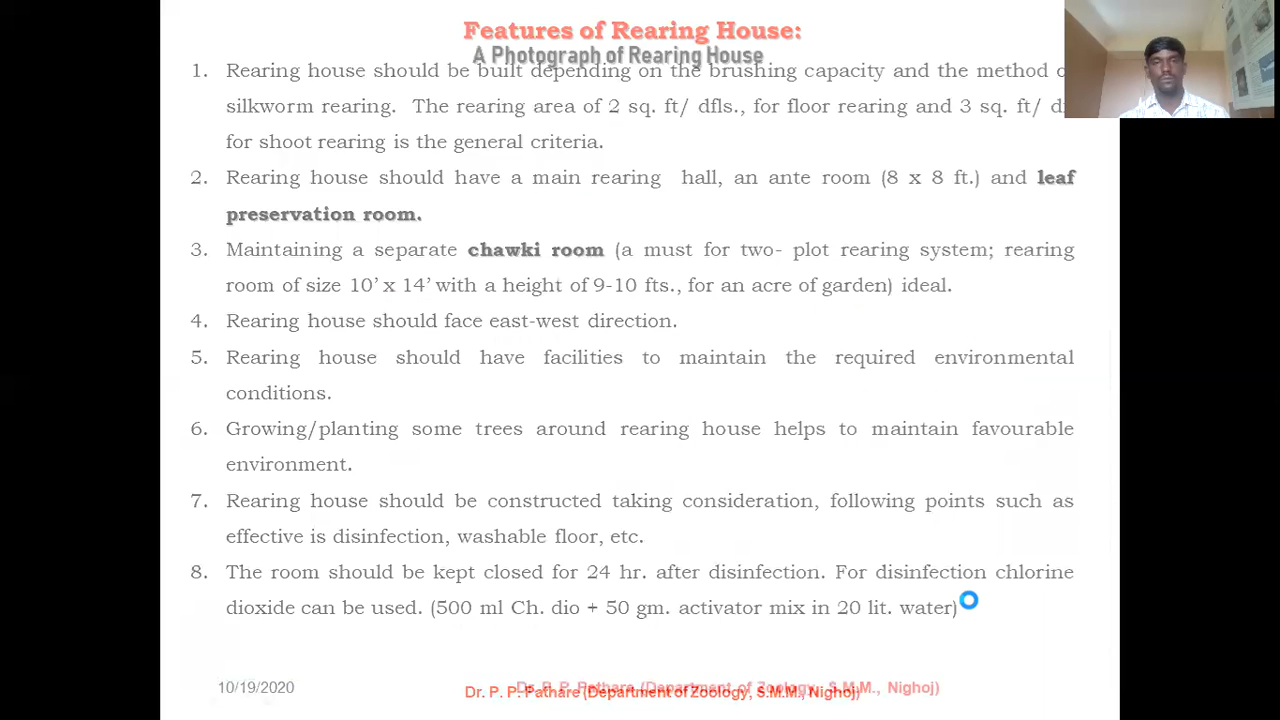 Features of Rearing House:
A Photograph of Rearing House
1. Rearing house should be built depending on the brushing capacity and the method
silkworm rearing. The rearing area of 2 sq. ft/ dfls., for floor rearing and 3 sq. ft/
for shoot rearing is the general criteria.
2. Rearing house should have a main rearing hall, an ante room (8 x 8 ft.) and leaf
preservation room.
3. Maintaining a separate chawki room (a must for two- plot rearing system; rearing
room of size 10’ x 14’ with a height of 9-10 fts., for an acre of garden) ideal.
4. Rearing house should face east-west direction.
5. Rearing house should have facilities to maintain the required environmental
conditions.
6. Growing/planting some trees around rearing house helps to maintain favourable
environment.
7. Rearing house should be constructed taking consideration, following points such as
effective is disinfection, washable floor, etc.
8. The room should be kept closed for 24 hr. after disinfection. For disinfection chlorine
dioxide can be used. (500 ml Ch. dio + 50 gm. activator mix in 20 lit. water)
10/19/2020
Dr. P. P. Pathare (Department of Zoology, S.M.M., Nighoj)
Dr. P. P. Pathare (Department of Zoology, S.M.M., Nighoj)